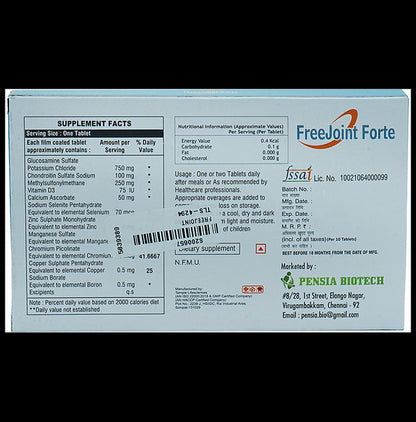 SUPPLEMENT FACTS
Serving Size : One Tablet
Each film coated tablet approximately contains : Amount per Serving % Daily Value
Glucosamine Sulfate
Potassium Chloride 750 mg *
Chondroitin Sulphate 100 mg *
Methylsulfonylmethane 250 mg *
Vitamin D3 75 IU *
Calcium Ascorbate 50 mg *
Sodium Selenite Pentahydrate
Equivalent to elemental Selenium 70 mcg
Zinc Sulphate Monohydrate
Equivalent to elemental Zinc
Manganese Sulfate
Equivalent to elemental
Chromium Picolinate
Equivalent to elemental 41.6667
Copper Sulphate Pentahydrate
Equivalent to elemental Copper 0.5 mg 25
Sodium Borate
Equivalent to elemental Boron 0.5 mg *
Excipients q.s
Note : Percent daily value based on 2000 calories diet
**Daily value not established
Nutritional Information (Approximate Values)
Per Serving (Per Tablet)
Energy Value 0.4 Kcal
Carbohydrate 0.1 g
Fat 0.000 g
Cholesterol 0.000 g
Usage : One or two Tablets daily
after meals or As recommended by
Healthcare professionals.
Appropriate overages are added to
loss on storage.
a cool, dry and dark
light and moisture.
of children
Dietary supplement
N.F.M.U.
FREEJOINT
TLS-4294
5639389
Manufactured by:
FreeJoint Forte
fssai Lic. No. 10021064000099
Batch No. :
Mfg. Date. :
Exp. Date. :
M. R. P. ₹ :
(Incl. of all taxes) (Per 10 Tablets)
BEST BEFORE 18 MONTHS FROM THE DATE OF MFG.
Marketed by :
PENSIA BIOTECH
#8/28, 1st Street, Elango Nagar,
Virugambakkam, Chennai - 92
Email : pensia.bio@gmail.com